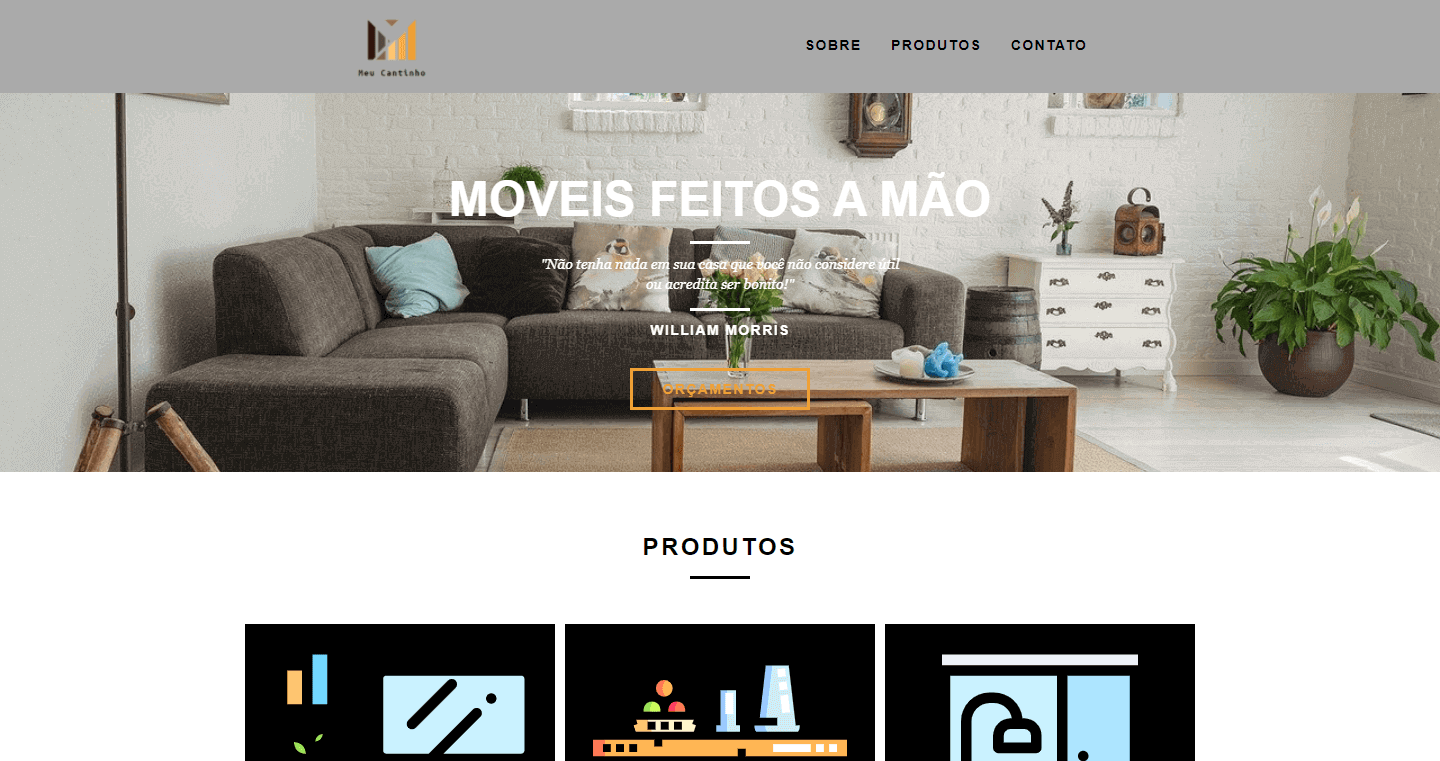 Meu Cantinho
SOBRE PRODUTOS CONTATO
MOVEIS FEITOS A MÃO
"Não tenha nada em sua casa que você não considere útil
ou acredita ser bonito!"
WILLIAM MORRIS
ORÇAMENTOS
PRODUTOS